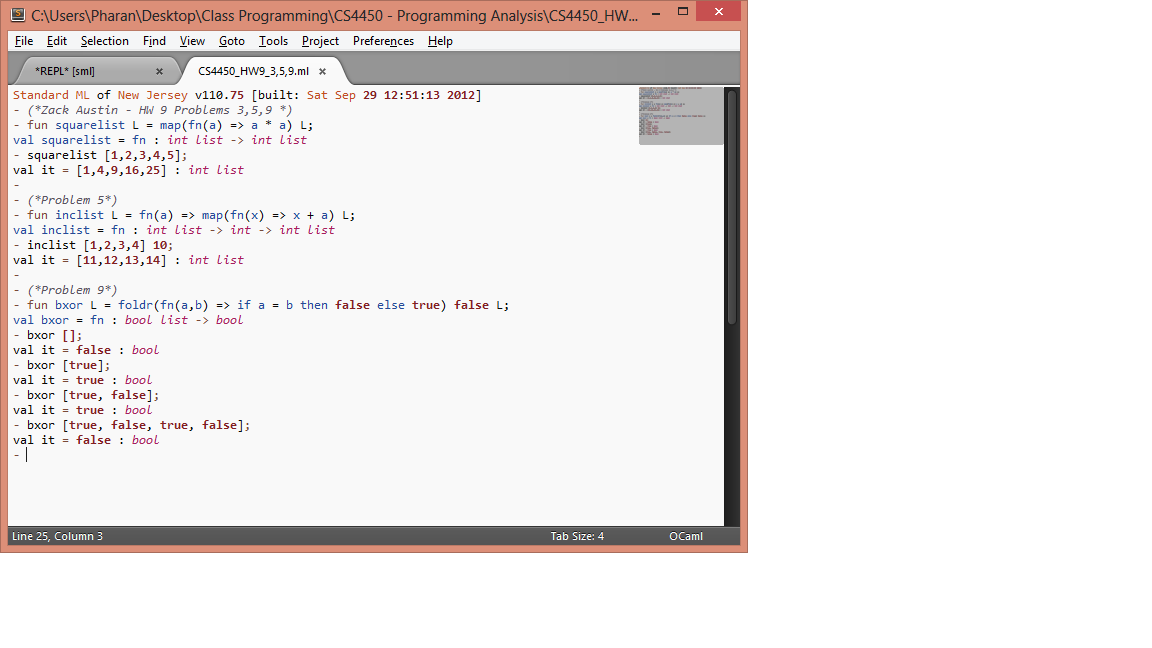 C:\Users\Pharan\Desktop\Class Programming\CS4450 - Programming Analysis\CS4450_HW...
File Edit Selection Find View Goto Tools Project Preferences Help
*REPL* [sml] CS4450_HW9_3,5,9.ml
Standard ML of New Jersey v110.75 [built: Sat Sep 29 12:51:13 2012]
- (*Zack Austin - HW 9 Problems 3,5,9 *)
- fun squarelist L = map(fn(a) => a * a) L;
val squarelist = fn : int list -> int list
- squarelist [1,2,3,4,5];
val it = [1,4,9,16,25] : int list
-
- (*Problem 5*)
- fun inclist L = fn(a) => map(fn(x) => x + a) L;
val inclist = fn : int list -> int -> int list
- inclist [1,2,3,4] 10;
val it = [11,12,13,14] : int list
-
- (*Problem 9*)
- fun bxor L = foldr(fn(a,b) => if a = b then false else true) false L;
val bxor = fn : bool list -> bool
- bxor [];
val it = false : bool
- bxor [true];
val it = true : bool
- bxor [true, false];
val it = true : bool
- bxor [true, false, true, false];
val it = false : bool
-
Line 25, Column 3 Tab Size: 4 OCaml